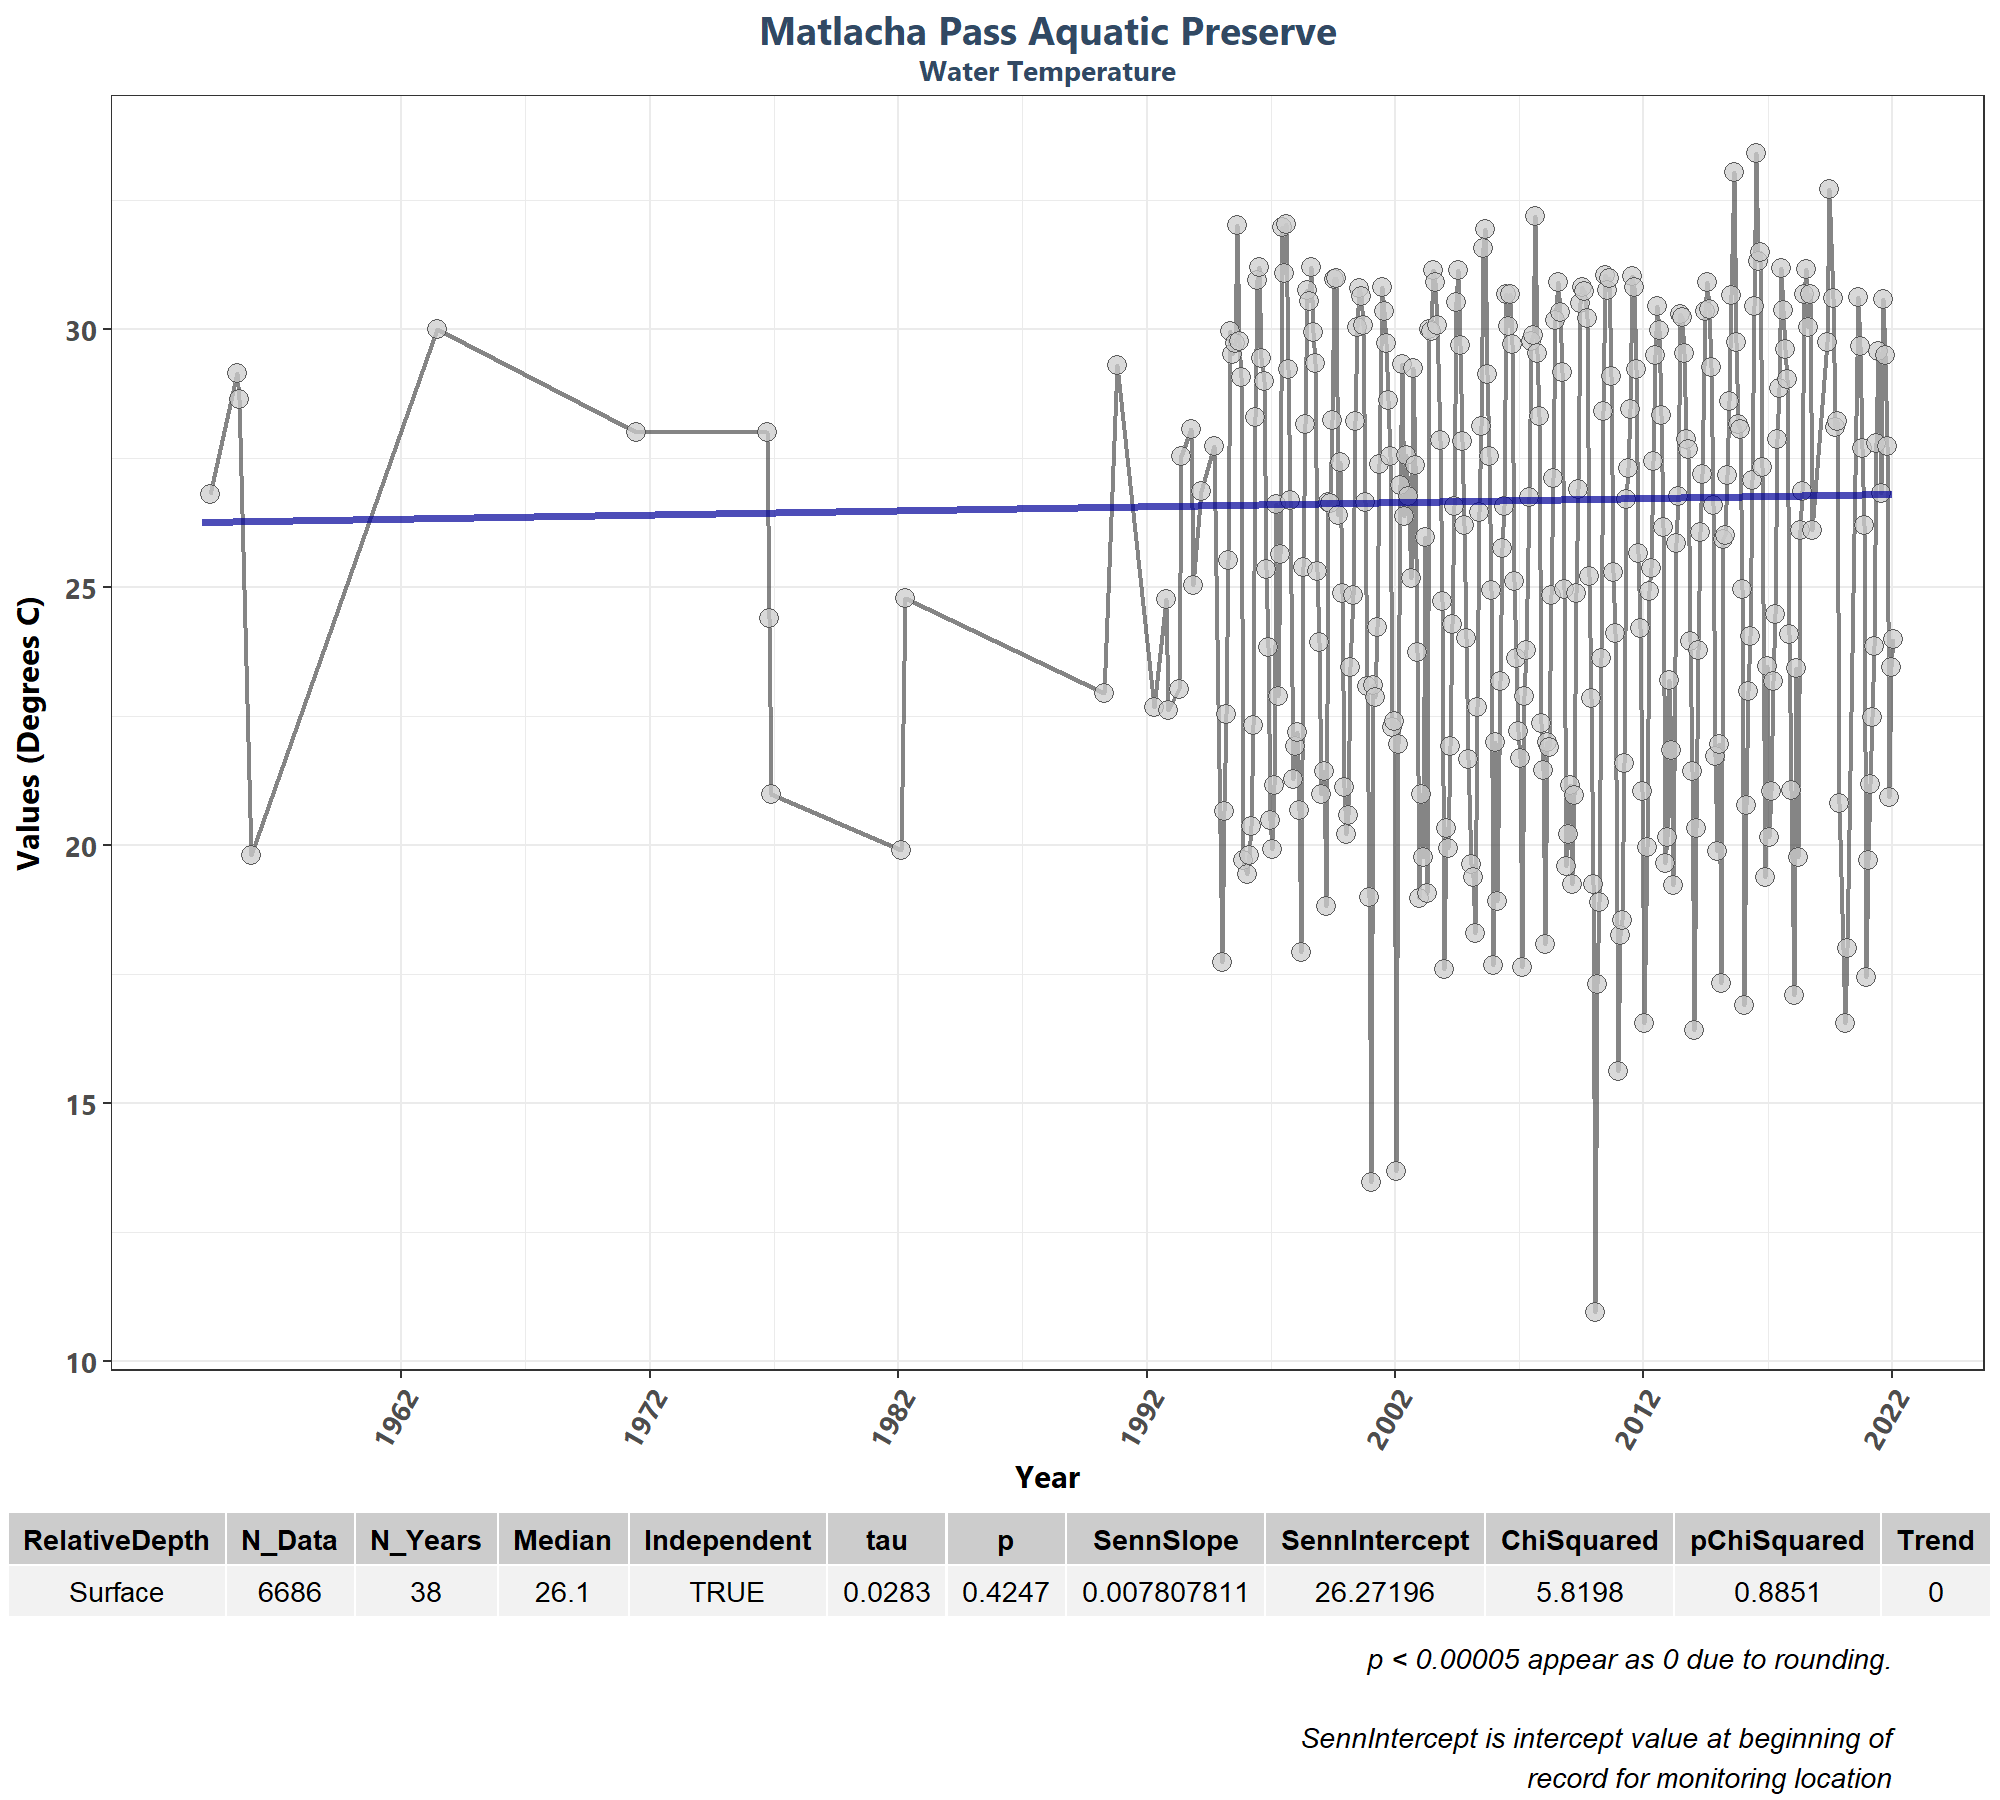 Matlacha Pass Aquatic Preserve
Water Temperature
Values (Degrees C)
30
25
20
15
10
1962 1972 1982 1992 2002 2012 2022
Year
RelativeDepth N_Data N_Years Median Independent tau p SennSlope SennIntercept ChiSquared pChiSquared Trend
Surface 6686 38 26.1 TRUE 0.0283 0.4247 0.007807811 26.27196 5.8198 0.8851 0
p < 0.00005 appear as 0 due to rounding.
SennIntercept is intercept value at beginning of
record for monitoring location